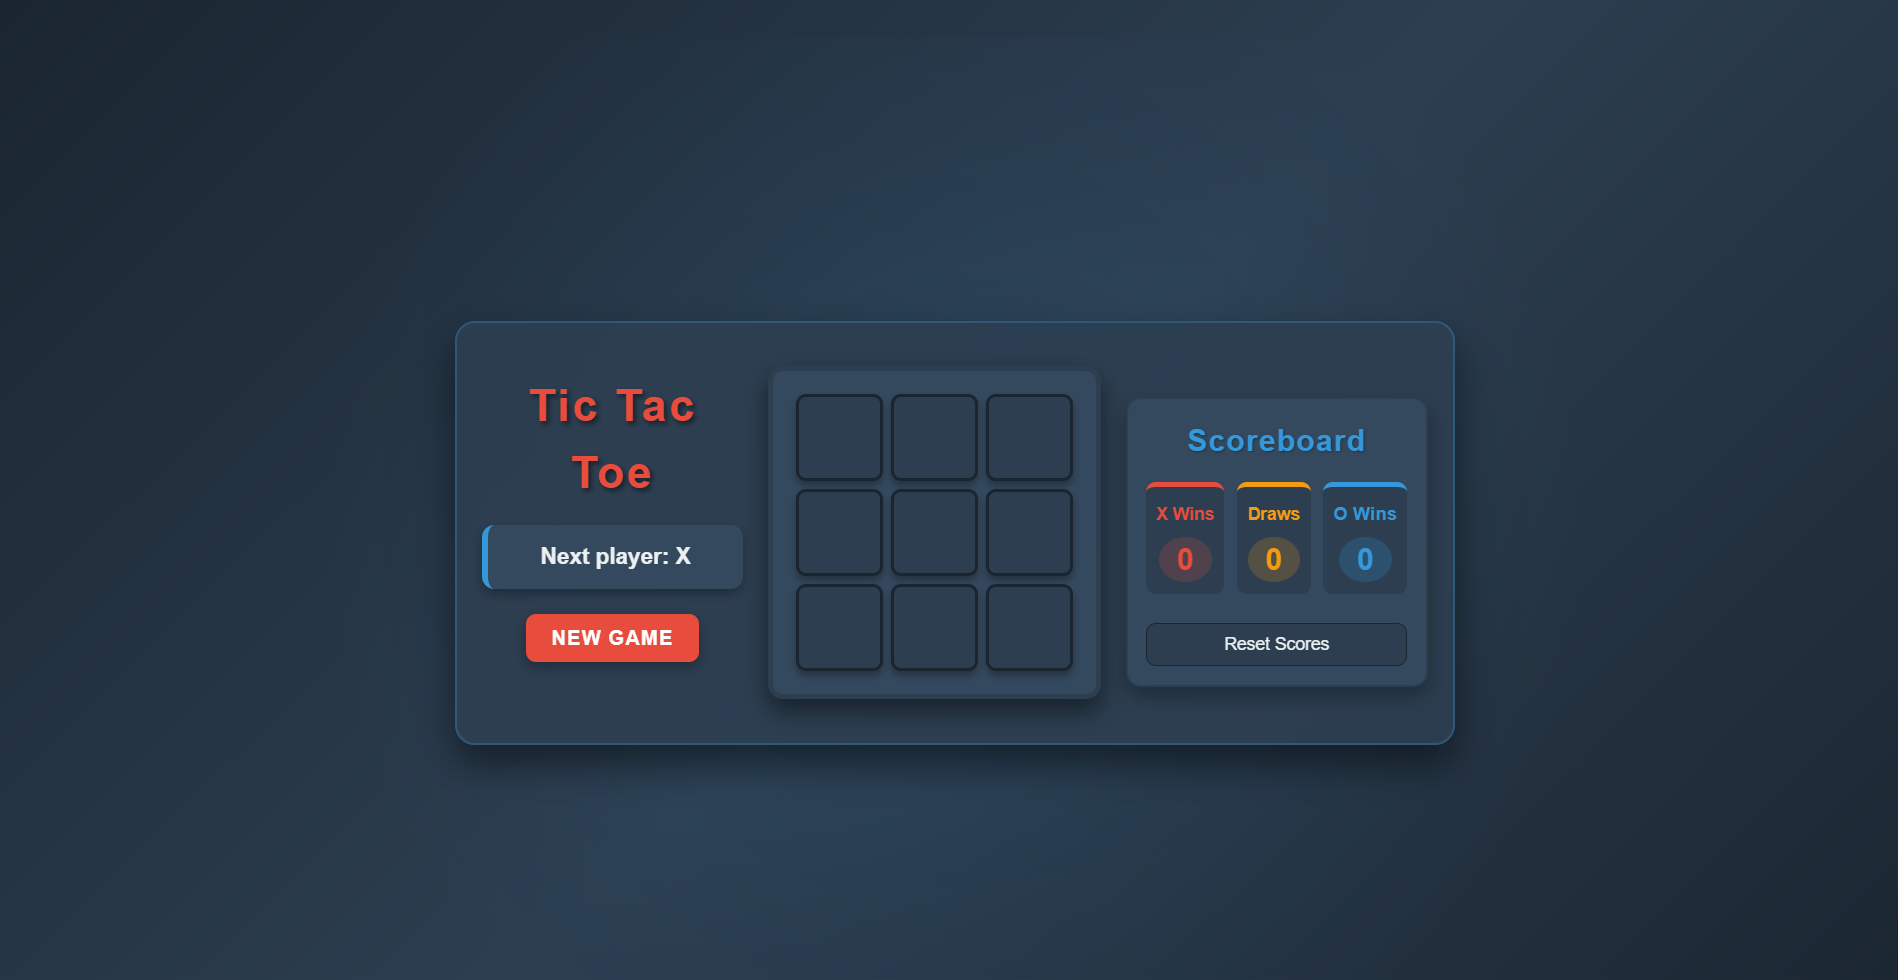 Tic Tac
Toe
Next player: X
NEW GAME
Scoreboard
X Wins
0
Draws
0
O Wins
0
Reset Scores